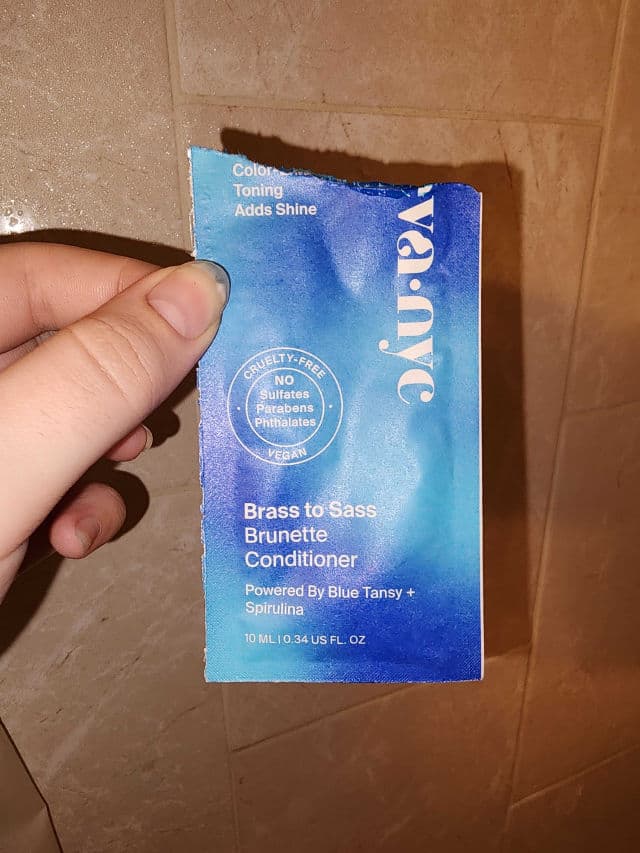 Toning
Adds Shine
va·nyc
CRUELTY-FREE
NO
Sulfates
Parabens
Phthalates
VEGAN
Brass to Sass
Brunette
Conditioner
Powered By Blue Tansy +
Spirulina
10 ML | 0.34 US FL. OZ